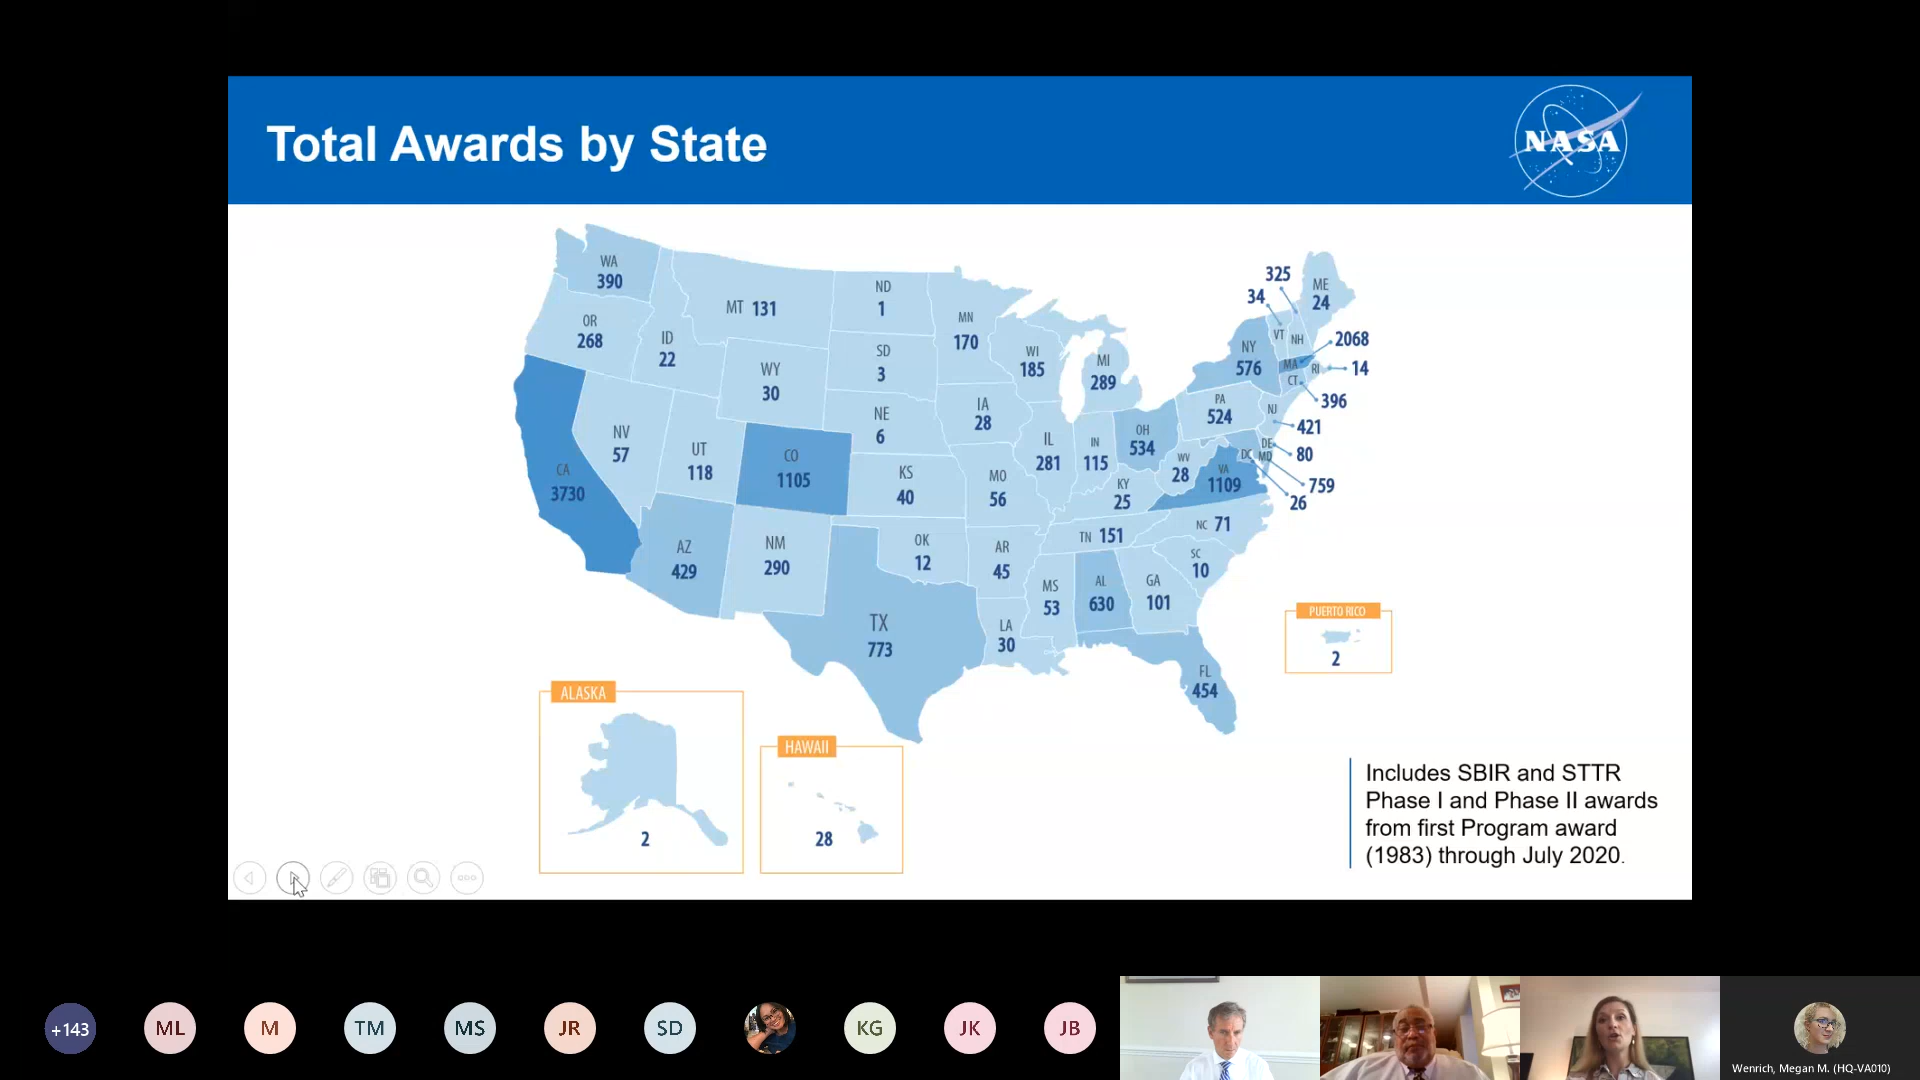 Total Awards by State
NASA
WA
390
OR
268
CA
3730
ID
22
NV
57
MT 131
WY
30
UT
118
AZ
429
CO
1105
NM
290
ND
1
SD
3
NE
6
KS
40
OK
12
TX
773
MN
170
IA
28
MO
56
AR
45
LA
30
WI
185
IL
281
MS
53
MI
289
IN
115
KY
25
TN 151
AL
630
OH
534
WV
28
VA
1109
NC 71
SC
10
GA
101
FL
454
PA
524
NY
576
VT
34
NH
325
ME
24
MA
2068
RI
14
CT
396
NJ
421
DE
80
MD
759
DC
26
ALASKA
2
HAWAII
28
PUERTO RICO
2
Includes SBIR and STTR
Phase I and Phase II awards
from first Program award
(1983) through July 2020.
+143
ML
M
TM
MS
JR
SD
KG
JK
JB
Wenrich, Megan M. (HQ-VA010)